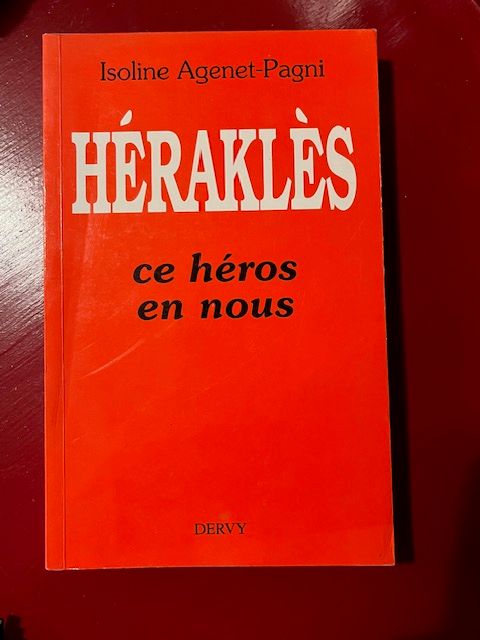 Isoline Agenet-Pagni
HÉRAKLÈS
ce héros
en nous
DERVY